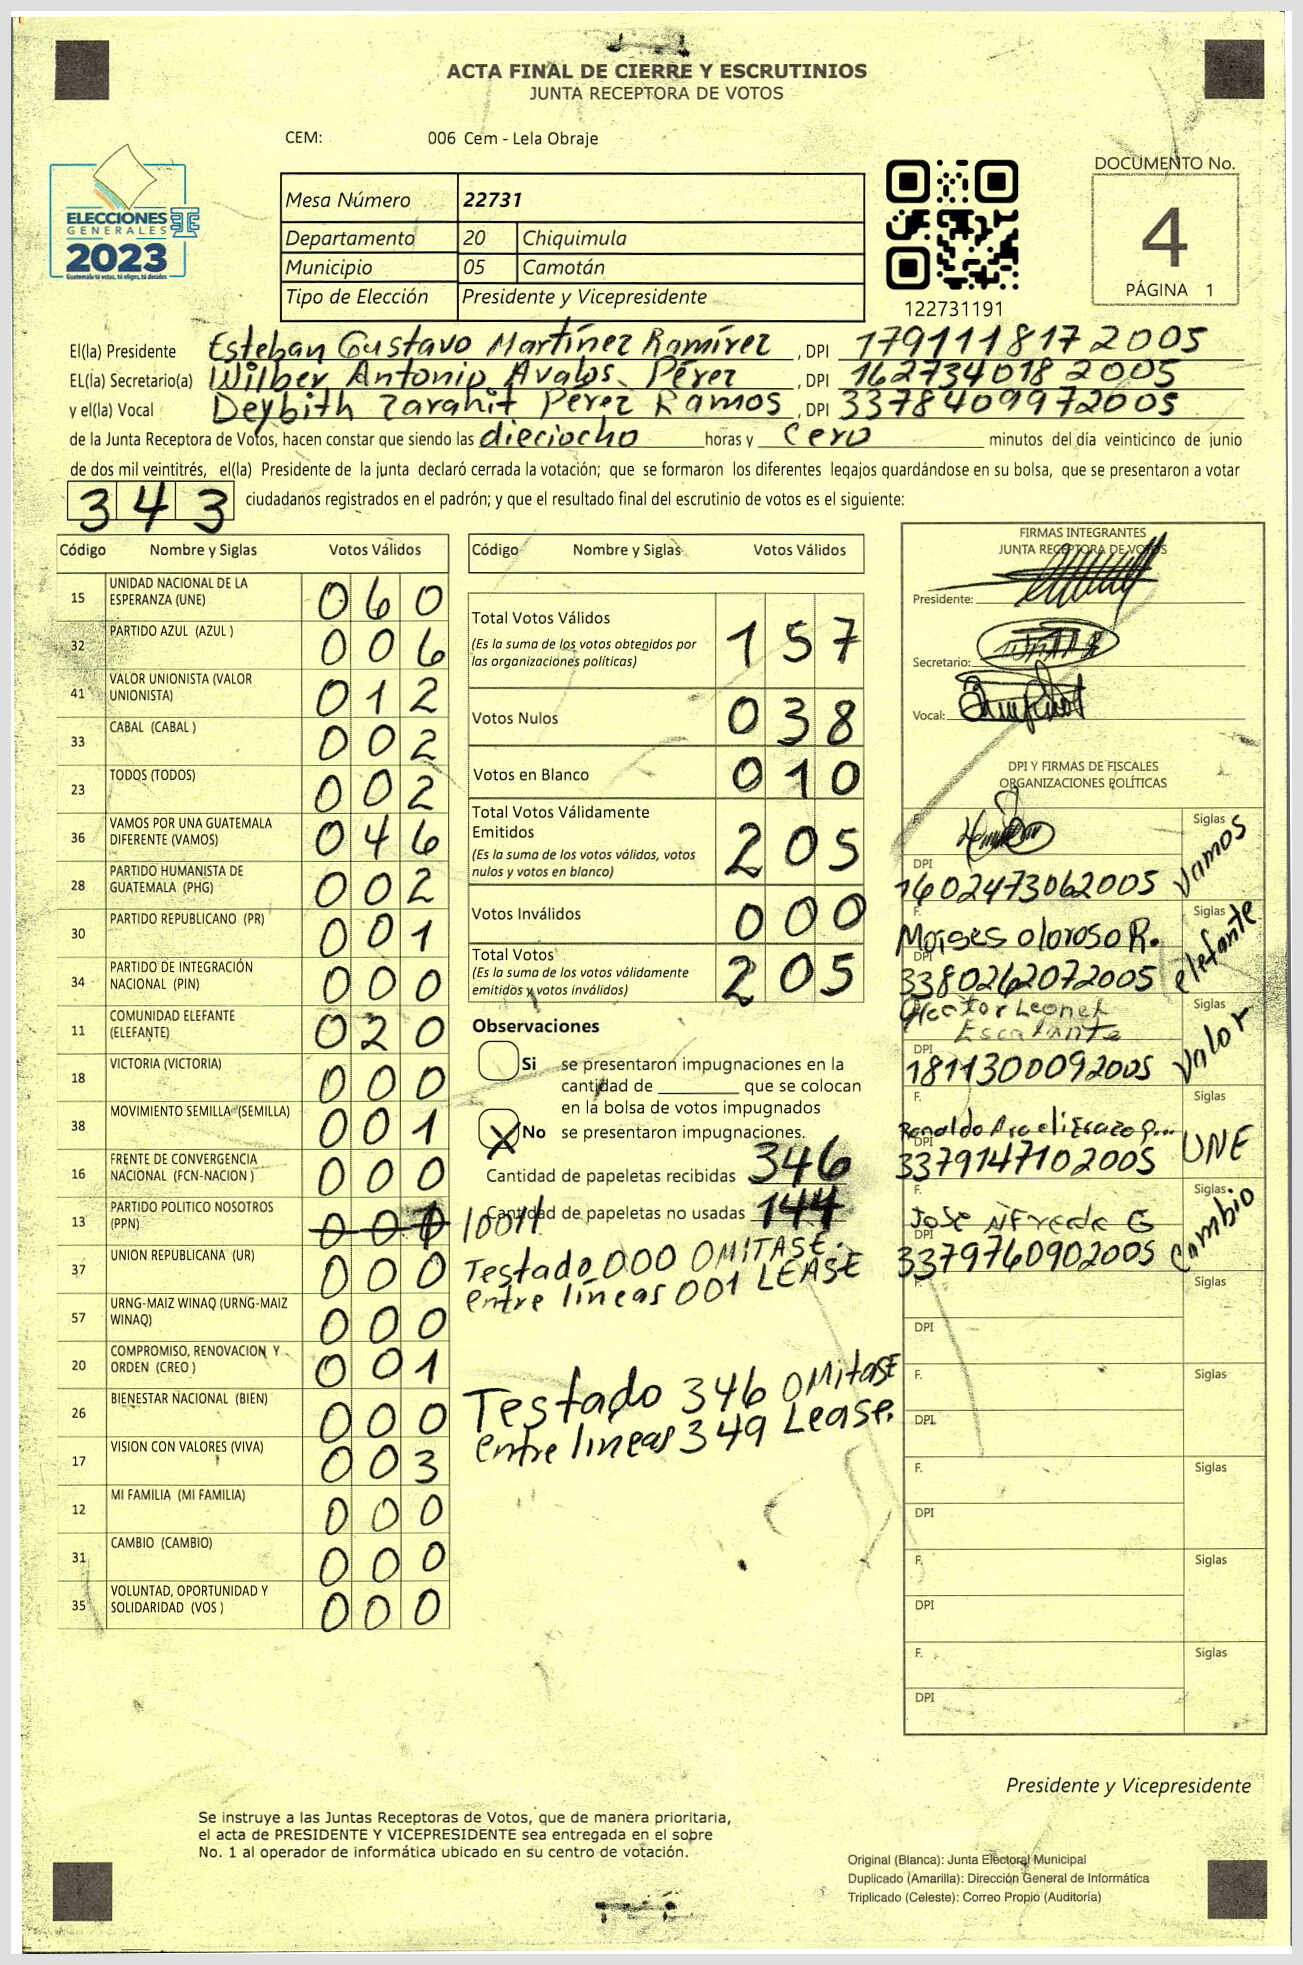 ACTA FINAL DE CIERRE Y ESCRUTINIOS
JUNTA RECEPTORA DE VOTOS
CEM: 006 Cem - Lela Obraje
ELECCIONES
GENERALES
2023
Guatemala tú votas, tú eliges, tú decides
Mesa Número 22731
Departamento 20 Chiquimula
Municipio 05 Camotán
Tipo de Elección Presidente y Vicepresidente
122731191
DOCUMENTO No.
4
PÁGINA 1
El(la) Presidente Esteban Gustavo Martínez Ramírez, DPI 1791118172005
EL(la) Secretario(a) Wilber Antonio Avalos Pérez, DPI 1627340182005
y el(la) Vocal Deybith Zarahit Pérez Ramos, DPI 3378409972005
de la Junta Receptora de Votos, hacen constar que siendo las dieciocho horas y cero minutos del día veinticinco de junio
de dos mil veintitrés, el(la) Presidente de la junta declaró cerrada la votación; que se formaron los diferentes legajos quardándose en su bolsa, que se presentaron a votar
343 ciudadanos registrados en el padrón; y que el resultado final del escrutinio de votos es el siguiente:
Código Nombre y Siglas Votos Válidos
15 UNIDAD NACIONAL DE LA ESPERANZA (UNE) 060
32 PARTIDO AZUL (AZUL ) 006
41 VALOR UNIONISTA (VALOR UNIONISTA) 012
33 CABAL (CABAL ) 002
23 TODOS (TODOS) 002
36 VAMOS POR UNA GUATEMALA DIFERENTE (VAMOS) 046
28 PARTIDO HUMANISTA DE GUATEMALA (PHG) 002
30 PARTIDO REPUBLICANO (PR) 001
34 PARTIDO DE INTEGRACIÓN NACIONAL (PIN) 000
11 COMUNIDAD ELEFANTE (ELEFANTE) 020
18 VICTORIA (VICTORIA) 000
38 MOVIMIENTO SEMILLA (SEMILLA) 001
16 FRENTE DE CONVERGENCIA NACIONAL (FCN-NACION ) 000
13 PARTIDO POLITICO NOSOTROS (PPN) 001 1001/
37 UNION REPUBLICANA (UR) 000
57 URNG-MAIZ WINAQ (URNG-MAIZ WINAQ) 000
20 COMPROMISO, RENOVACION Y ORDEN (CREO ) 001
26 BIENESTAR NACIONAL (BIEN) 000
17 VISION CON VALORES (VIVA) 003
12 MI FAMILIA (MI FAMILIA) 000
31 CAMBIO (CAMBIO) 000
35 VOLUNTAD, OPORTUNIDAD Y SOLIDARIDAD (VOS ) 000
Código Nombre y Siglas Votos Válidos
Total Votos Válidos 157
(Es la suma de los votos obtenidos por
las organizaciones políticas)
Votos Nulos 038
Votos en Blanco 010
Total Votos Válidamente
Emitidos 205
(Es la suma de los votos válidos, votos
nulos y votos en blanco)
Votos Inválidos 000
Total Votos 205
(Es la suma de los votos válidamente
emitidos y votos inválidos)
Observaciones
Si se presentaron impugnaciones en la
cantidad de ________ que se colocan
en la bolsa de votos impugnados
X No se presentaron impugnaciones.
Cantidad de papeletas recibidas 346
Cantidad de papeletas no usadas 144
Testado 000 OMITASE.
entre líneas 001 LEASE
Testado 346 OMitase
entre líneas 349 Lease.
FIRMAS INTEGRANTES
JUNTA RECEPTORA DE VOTOS
Presidente:
Secretario:
Vocal:
DPI Y FIRMAS DE FISCALES
ORGANIZACIONES POLÍTICAS
F. Siglas Vamos
DPI 1602473062005
F. Moises oloroso R. Siglas elefante
DPI 3380262072005
Hector Leonel Escalante Siglas Valor
DPI 1811300092005
F. Ronaldo Siglas UNE
DPI 3379147102005
F. José Alfredo G Siglas Cambio
DPI 3379760902005
F. Siglas
DPI
F. Siglas
DPI
F. Siglas
DPI
F. Siglas
DPI
F. Siglas
DPI
Presidente y Vicepresidente
Se instruye a las Juntas Receptoras de Votos, que de manera prioritaria,
el acta de PRESIDENTE Y VICEPRESIDENTE sea entregada en el sobre
No. 1 al operador de informática ubicado en su centro de votación.
Original (Blanca): Junta Electoral Municipal
Duplicado (Amarilla): Dirección General de Informática
Triplicado (Celeste): Correo Propio (Auditoría)